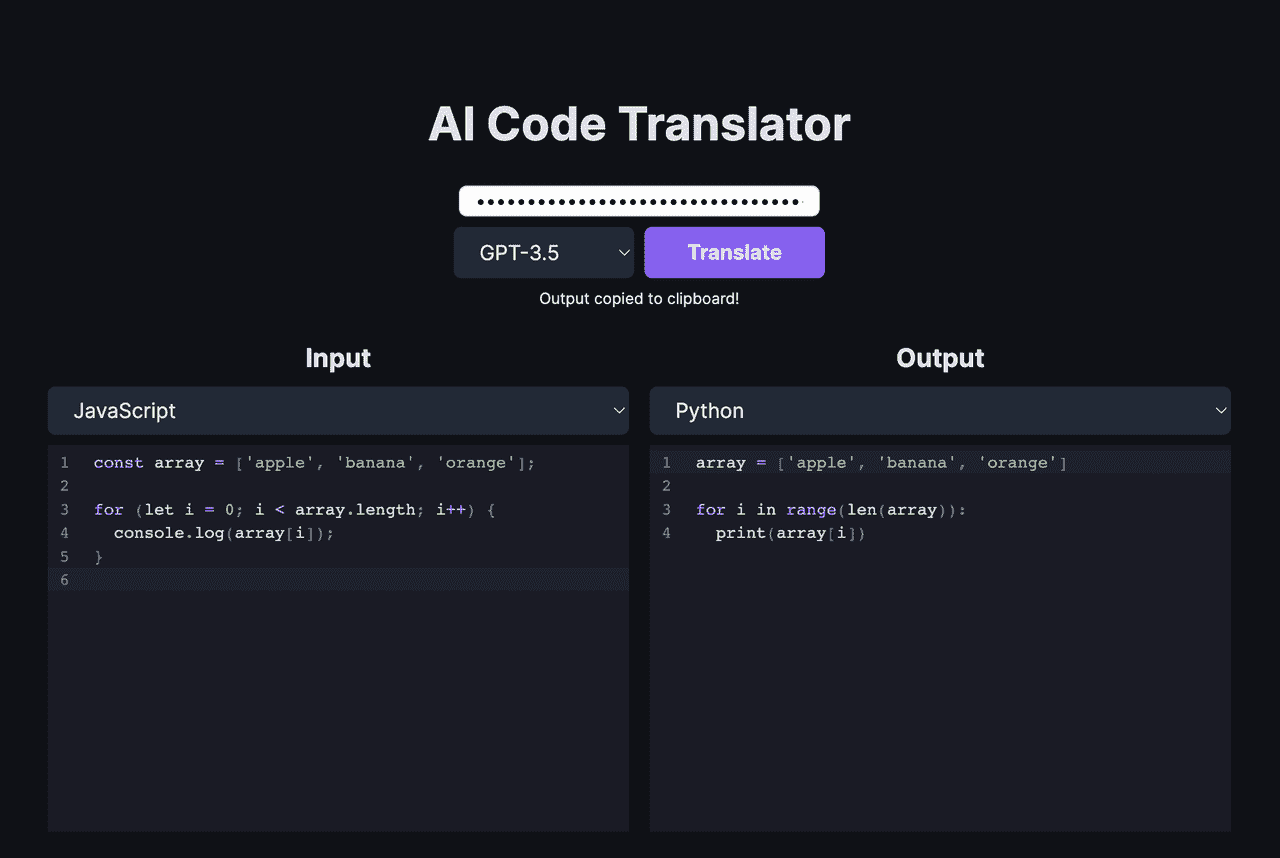 AI Code Translator
GPT-3.5
Translate
Output copied to clipboard!
Input
Output
JavaScript
Python
1 const array = ['apple', 'banana', 'orange'];
2
3 for (let i = 0; i < array.length; i++) {
4   console.log(array[i]);
5 }
6
1 array = ['apple', 'banana', 'orange']
2
3 for i in range(len(array)):
4   print(array[i])